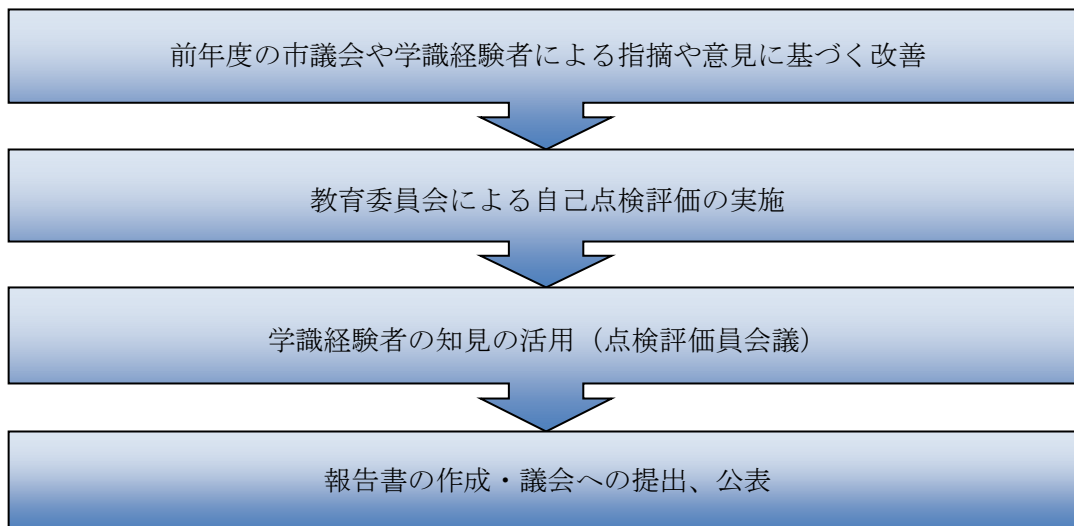 前年度の市議会や学識経験者による指摘や意見に基づく改善
教育委員会による自己点検評価の実施
学識経験者の知見の活用（点検評価員会議）
報告書の作成・議会への提出、公表